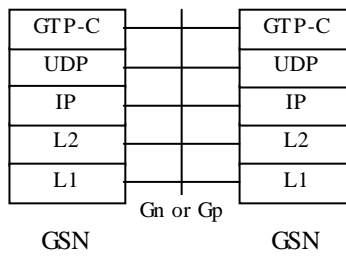 GTP-C GTP-C
UDP UDP
IP IP
L2 L2
L1 L1
Gn or Gp
GSN GSN